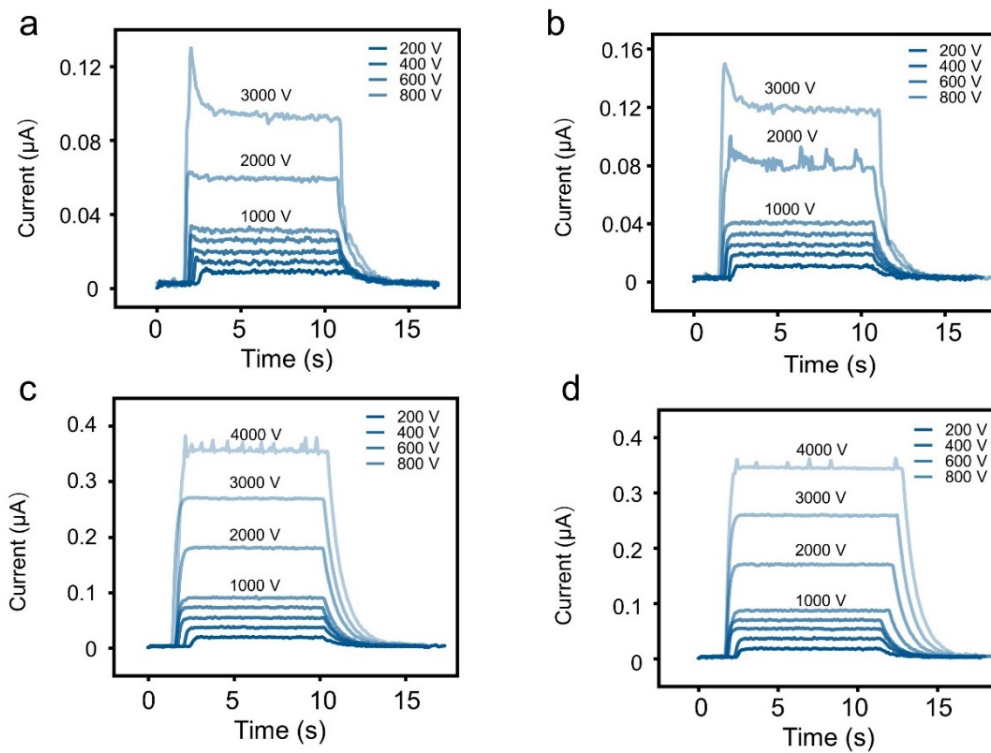 a
200 V
400 V
600 V
800 V
3000 V
2000 V
1000 V
0.12
0.08
0.04
0
Current (µA)
0 5 10 15
Time (s)
b
200 V
400 V
600 V
800 V
3000 V
2000 V
1000 V
0.16
0.12
0.08
0.04
0
Current (µA)
0 5 10 15
Time (s)
c
200 V
400 V
600 V
800 V
4000 V
3000 V
2000 V
1000 V
0.4
0.3
0.2
0.1
0
Current (µA)
0 5 10 15
Time (s)
d
200 V
400 V
600 V
800 V
4000 V
3000 V
2000 V
1000 V
0.4
0.3
0.2
0.1
0
Current (µA)
0 5 10 15
Time (s)